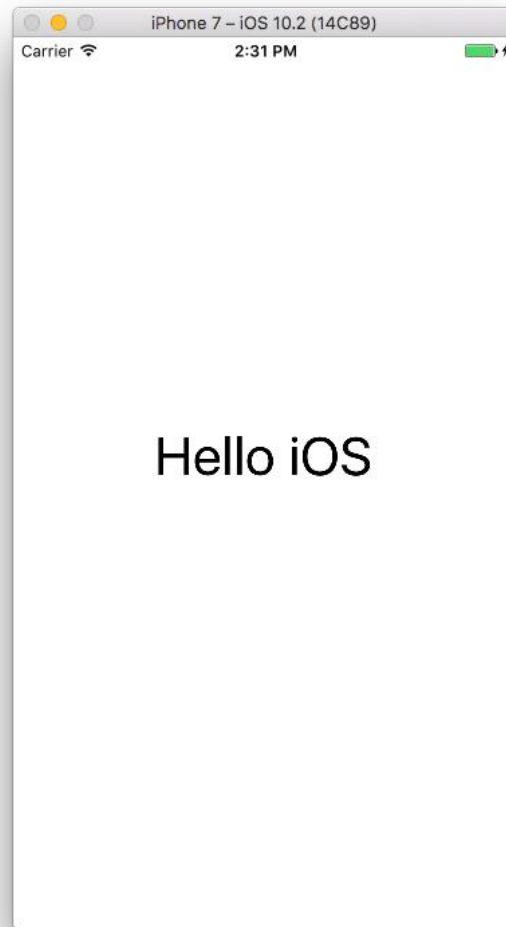 iPhone 7 – iOS 10.2 (14C89)
Carrier 2:31 PM
Hello iOS